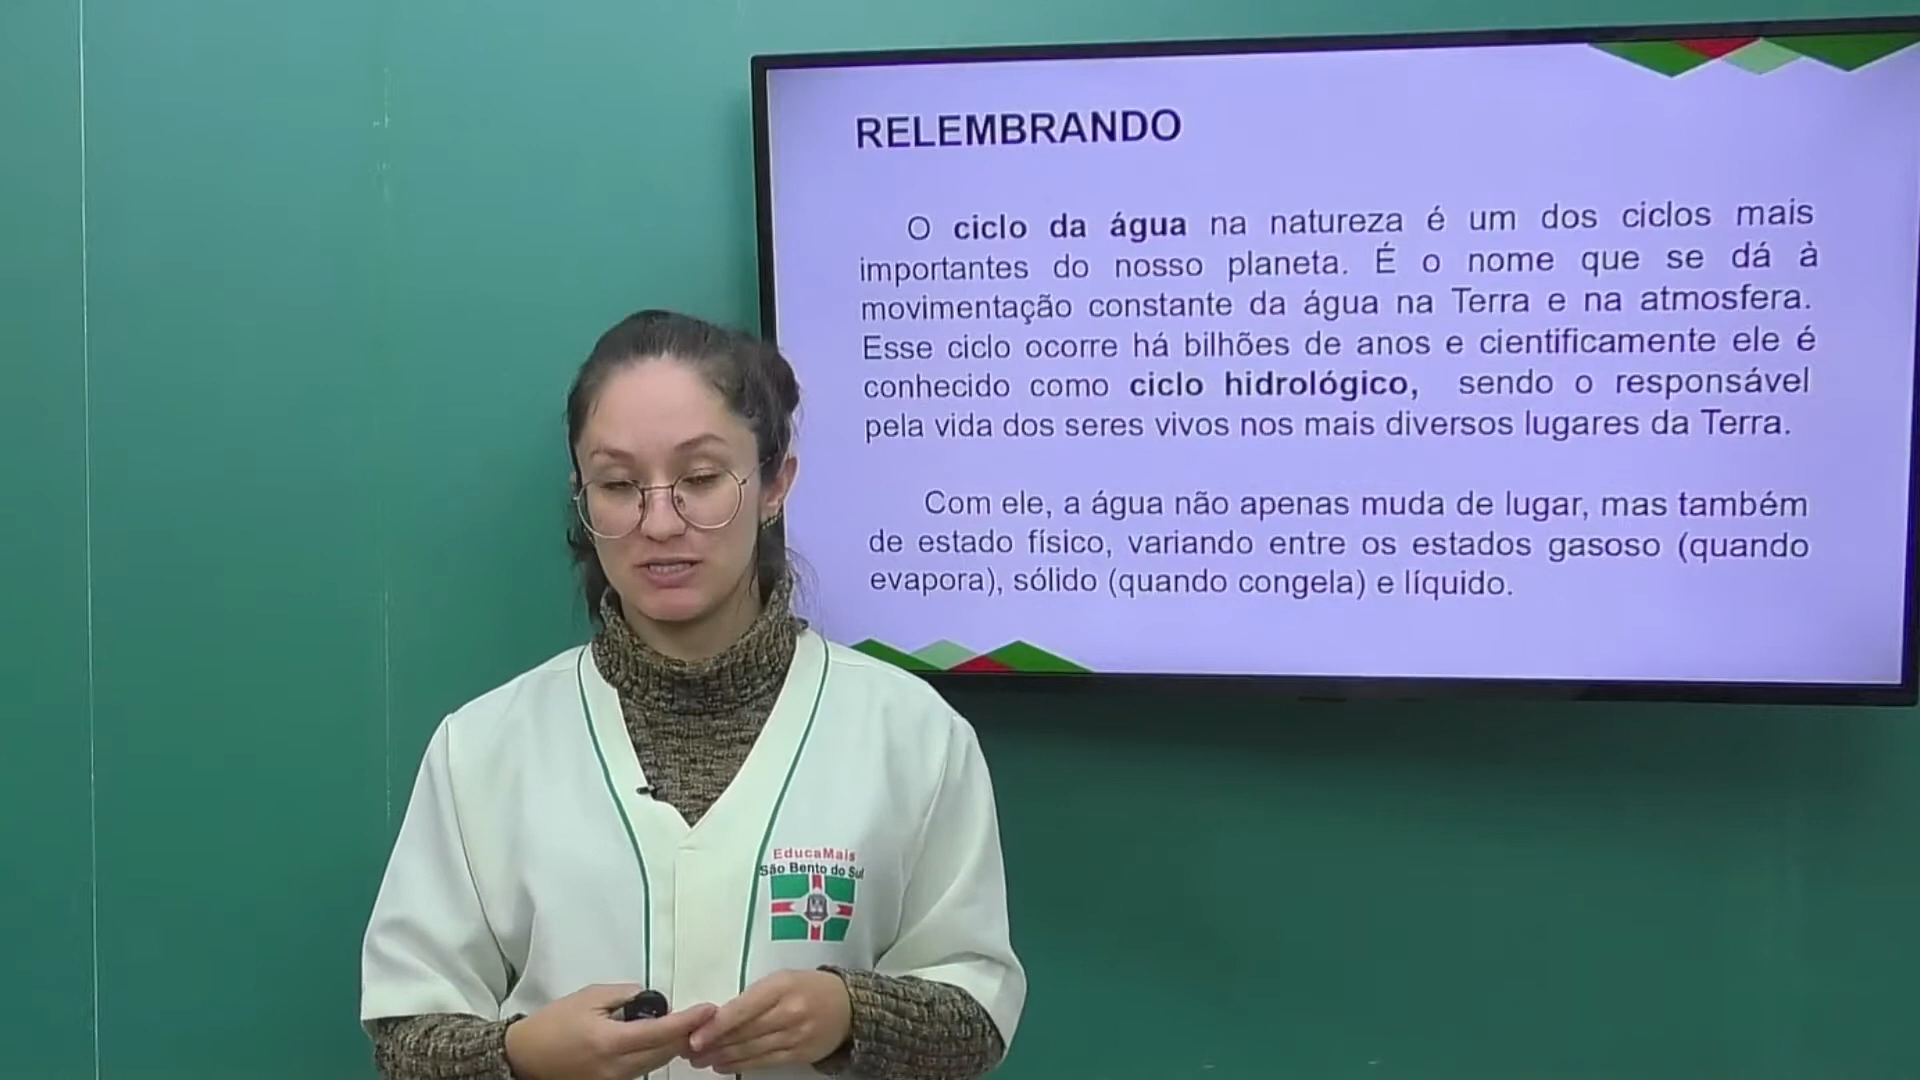 RELEMBRANDO
O ciclo da água na natureza é um dos ciclos mais
importantes do nosso planeta. É o nome que se dá à
movimentação constante da água na Terra e na atmosfera.
Esse ciclo ocorre há bilhões de anos e cientificamente ele é
conhecido como ciclo hidrológico, sendo o responsável
pela vida dos seres vivos nos mais diversos lugares da Terra.
Com ele, a água não apenas muda de lugar, mas também
de estado físico, variando entre os estados gasoso (quando
evapora), sólido (quando congela) e líquido.
EducaMais
São Bento do Sul